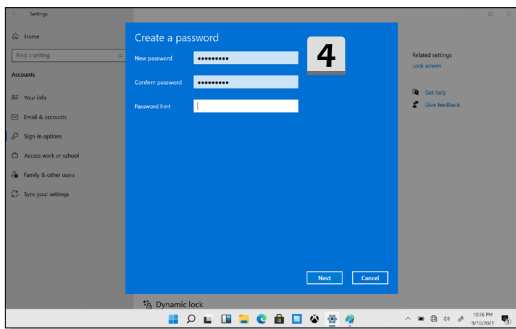 Settings
Home
Find a setting
Accounts
Your info
Email & accounts
Sign-in options
Access work or school
Family & other users
Sync your settings
Create a password
4
New password
Confirm password
Password hint
Next
Cancel
Related settings
Lock screen
Get help
Give feedback
Dynamic lock
10:36 PM